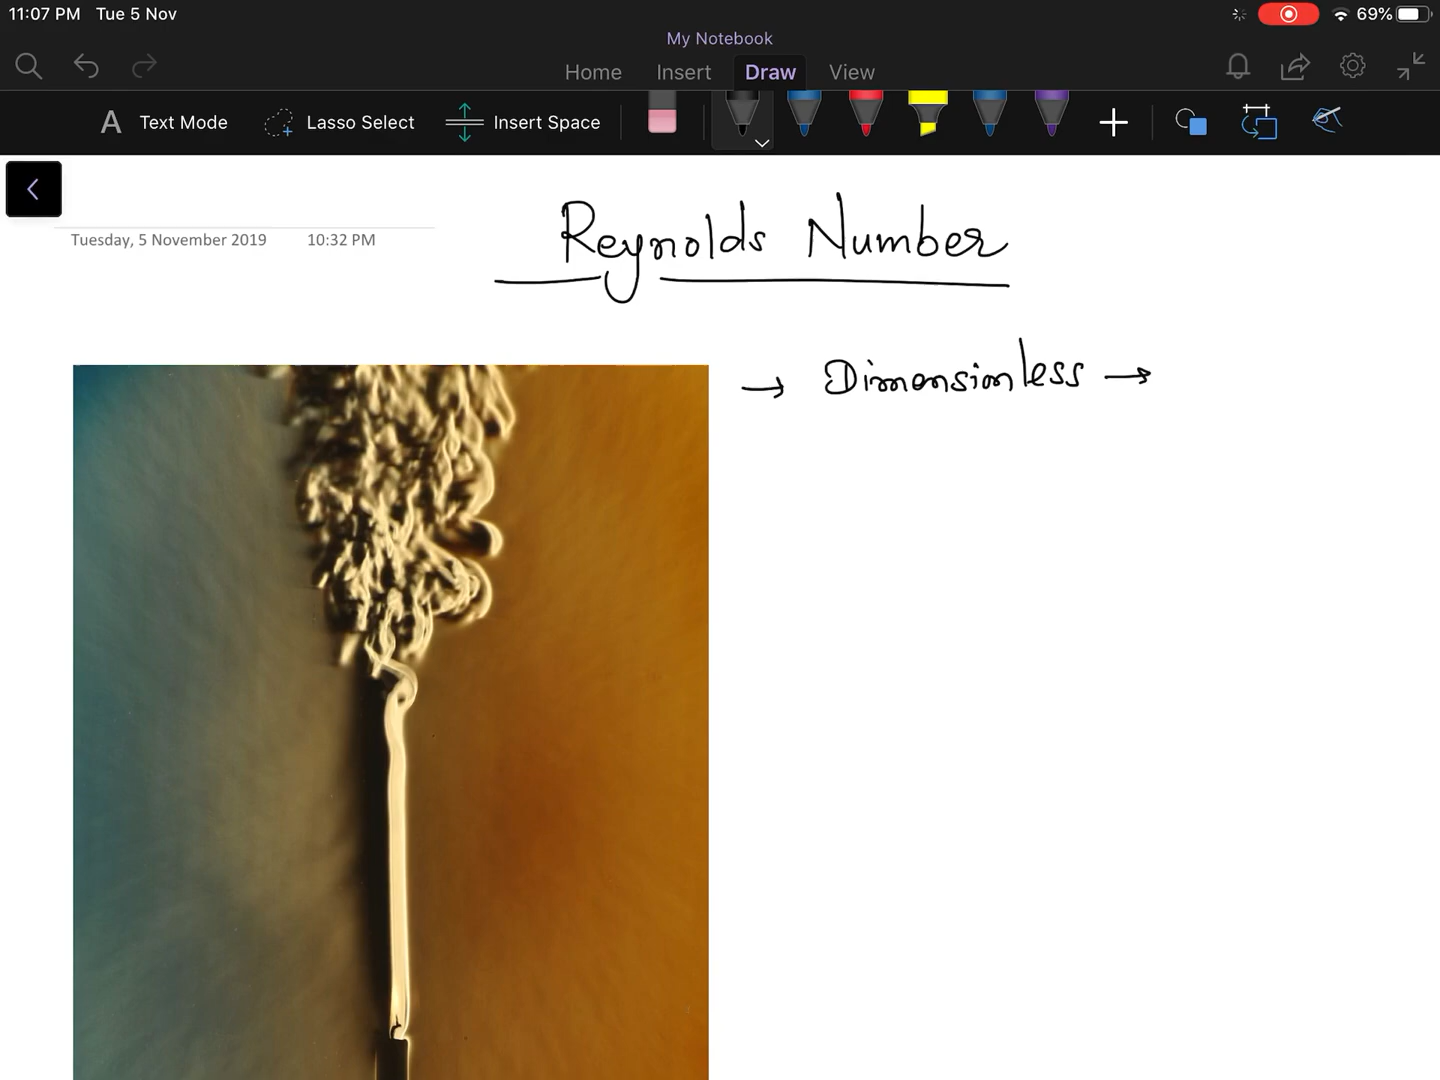 11:07 PM Tue 5 Nov 69%
My Notebook
Home Insert Draw View
A Text Mode Lasso Select Insert Space
Tuesday, 5 November 2019 10:32 PM
Reynolds Number
→ Dimensionless →